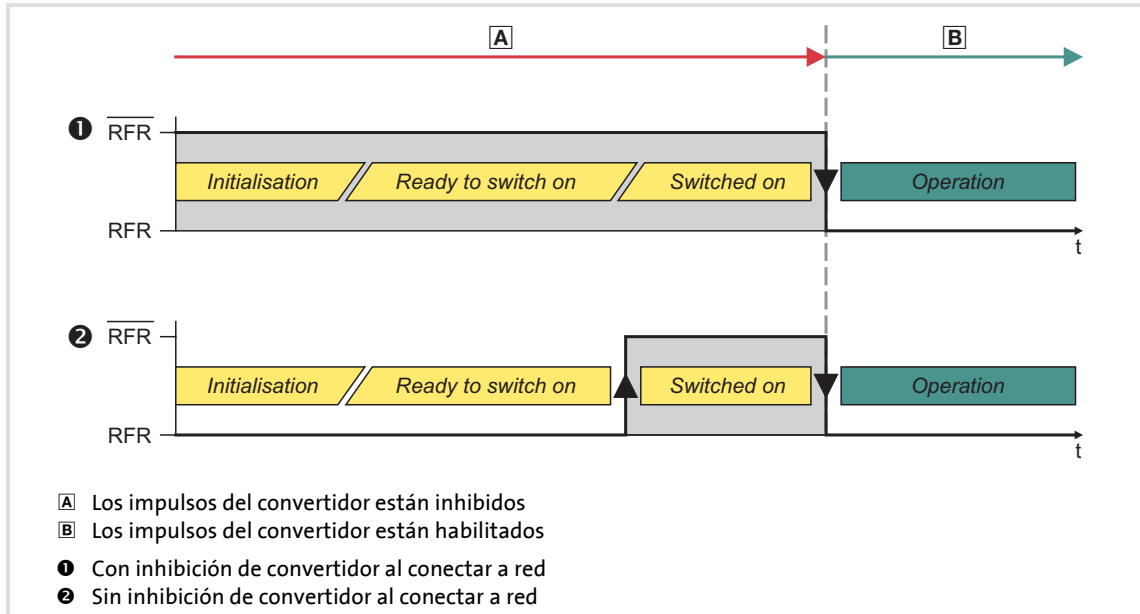 A B
❶ R̅F̅R̅
Initialisation Ready to switch on Switched on Operation
RFR
t
❷ R̅F̅R̅
Initialisation Ready to switch on Switched on Operation
RFR
t
A Los impulsos del convertidor están inhibidos
B Los impulsos del convertidor están habilitados
❶ Con inhibición de convertidor al conectar a red
❷ Sin inhibición de convertidor al conectar a red